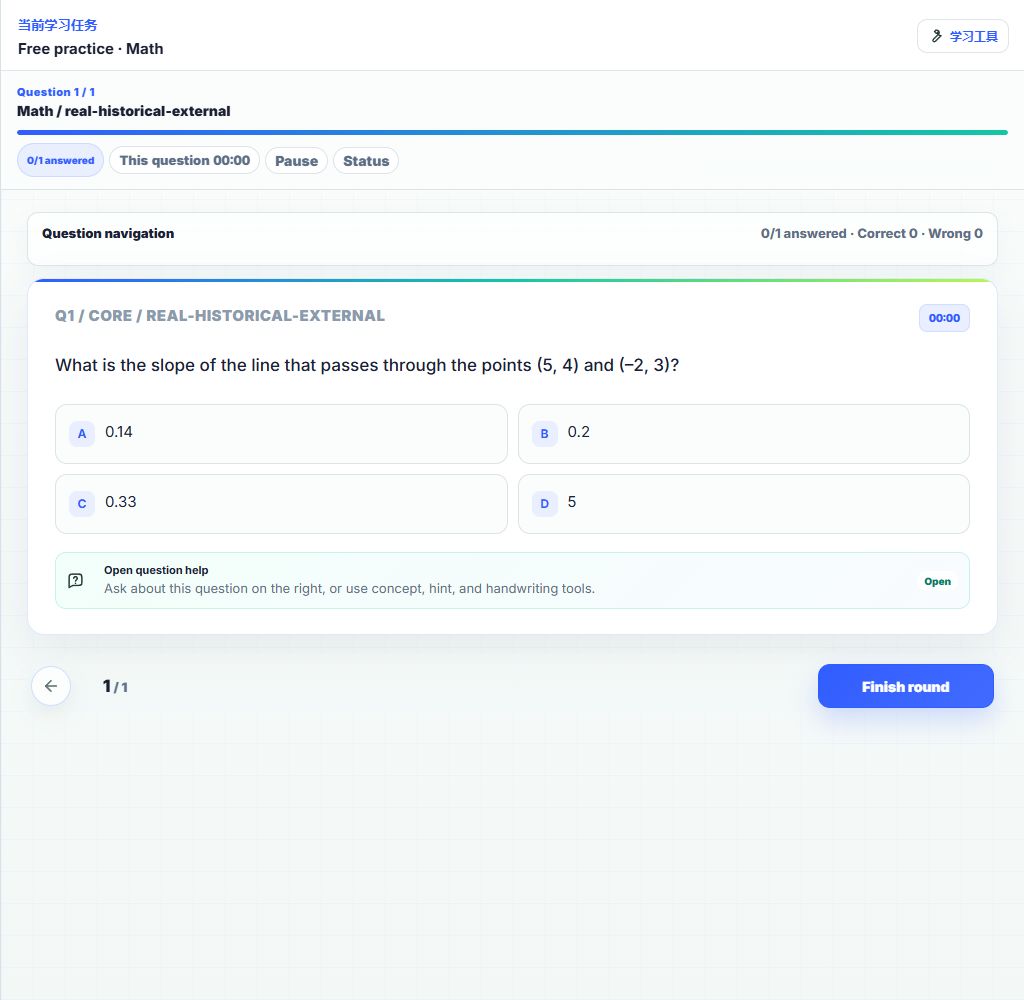 当前学习任务
Free practice · Math
学习工具
Question 1 / 1
Math / real-historical-external
0/1 answered
This question 00:00
Pause
Status
Question navigation
0/1 answered · Correct 0 · Wrong 0
Q1 / CORE / REAL-HISTORICAL-EXTERNAL
00:00
What is the slope of the line that passes through the points (5, 4) and (−2, 3)?
A 0.14
B 0.2
C 0.33
D 5
Open question help
Ask about this question on the right, or use concept, hint, and handwriting tools.
Open
1 / 1
Finish round